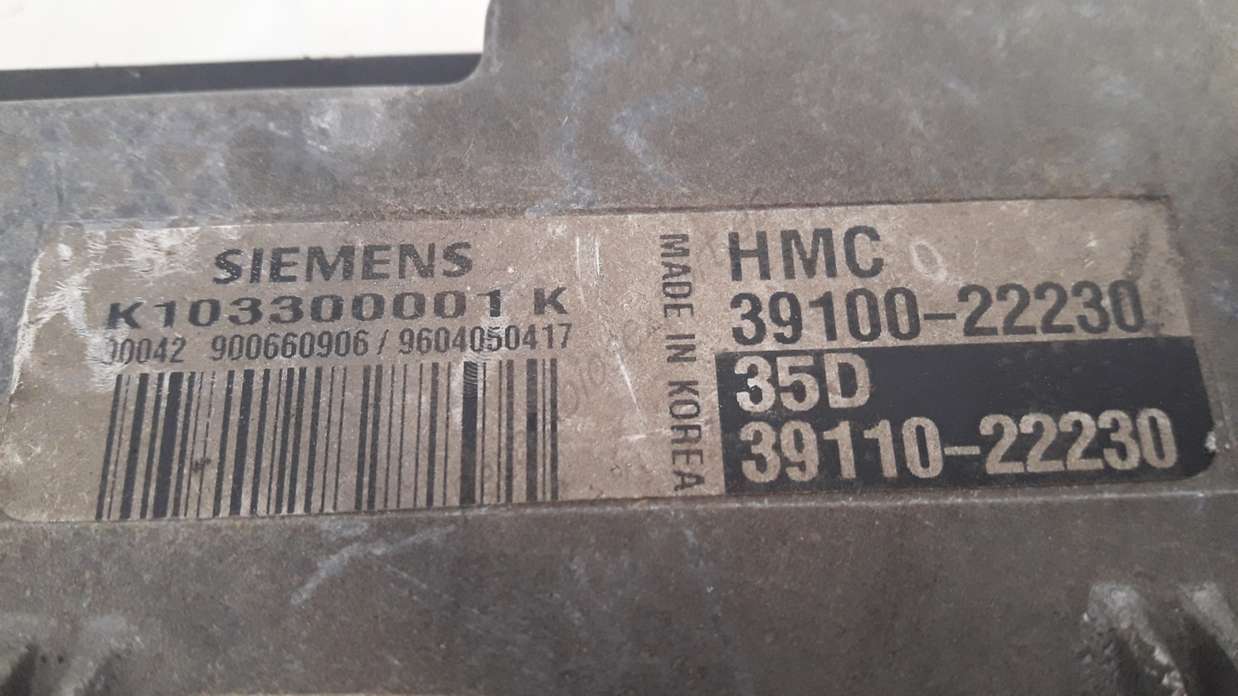 SIEMENS
K103300001 K
00042 900660906 / 9604050417
MADE IN KOREA
HMC
39100-22230
35D
39110-22230